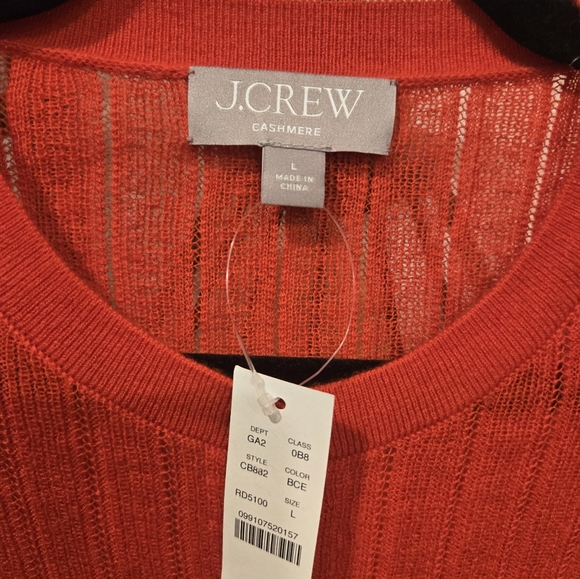 J.CREW
CASHMERE
L
MADE IN
CHINA
DEPT CLASS
GA2 0B8
STYLE COLOR
CB882 BCE
RD5100 SIZE
L
099107520157